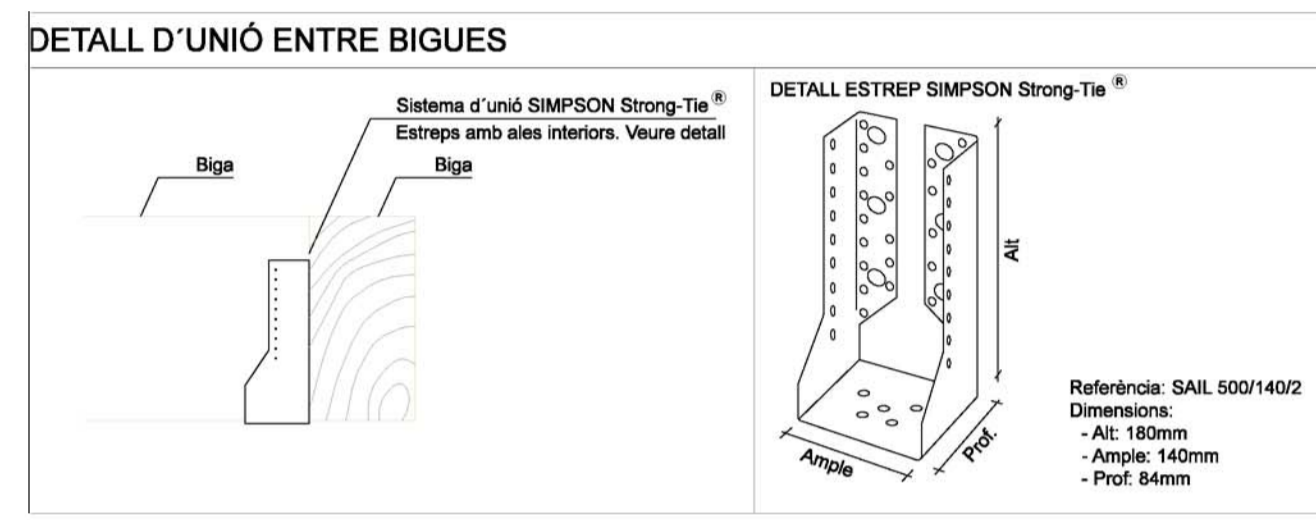 DETALL D´UNIÓ ENTRE BIGUES
Sistema d´unió SIMPSON Strong-Tie ®
Estreps amb ales interiors. Veure detall
Biga
Biga
DETALL ESTREP SIMPSON Strong-Tie ®
Alt
Ample
Prof.
Referència: SAIL 500/140/2
Dimensions:
- Alt: 180mm
- Ample: 140mm
- Prof: 84mm